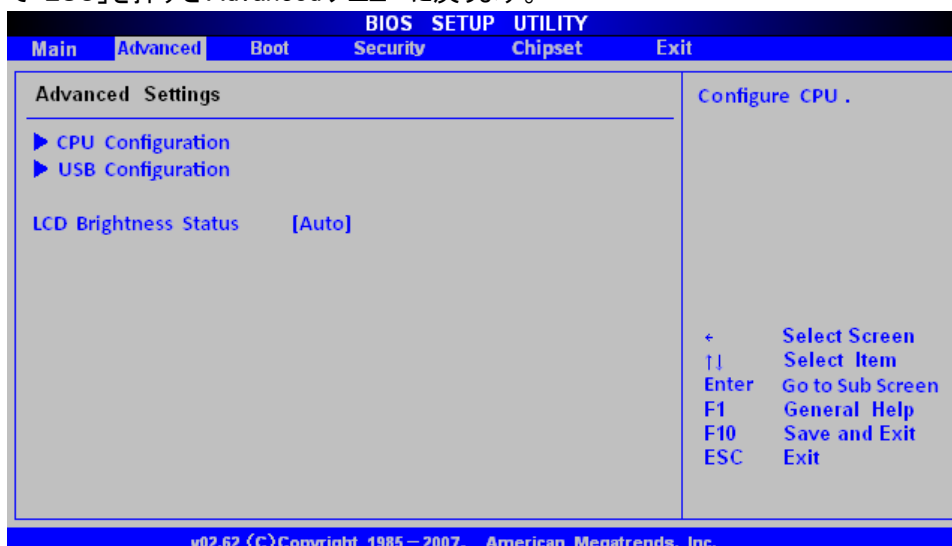 BIOS SETUP UTILITY
Main Advanced Boot Security Chipset Exit
Advanced Settings
▶ CPU Configuration
▶ USB Configuration
LCD Brightness Status [Auto]
Configure CPU .
← Select Screen
↑↓ Select Item
Enter Go to Sub Screen
F1 General Help
F10 Save and Exit
ESC Exit
v02.62 (C)Copyright 1985-2007, American Megatrends, Inc.